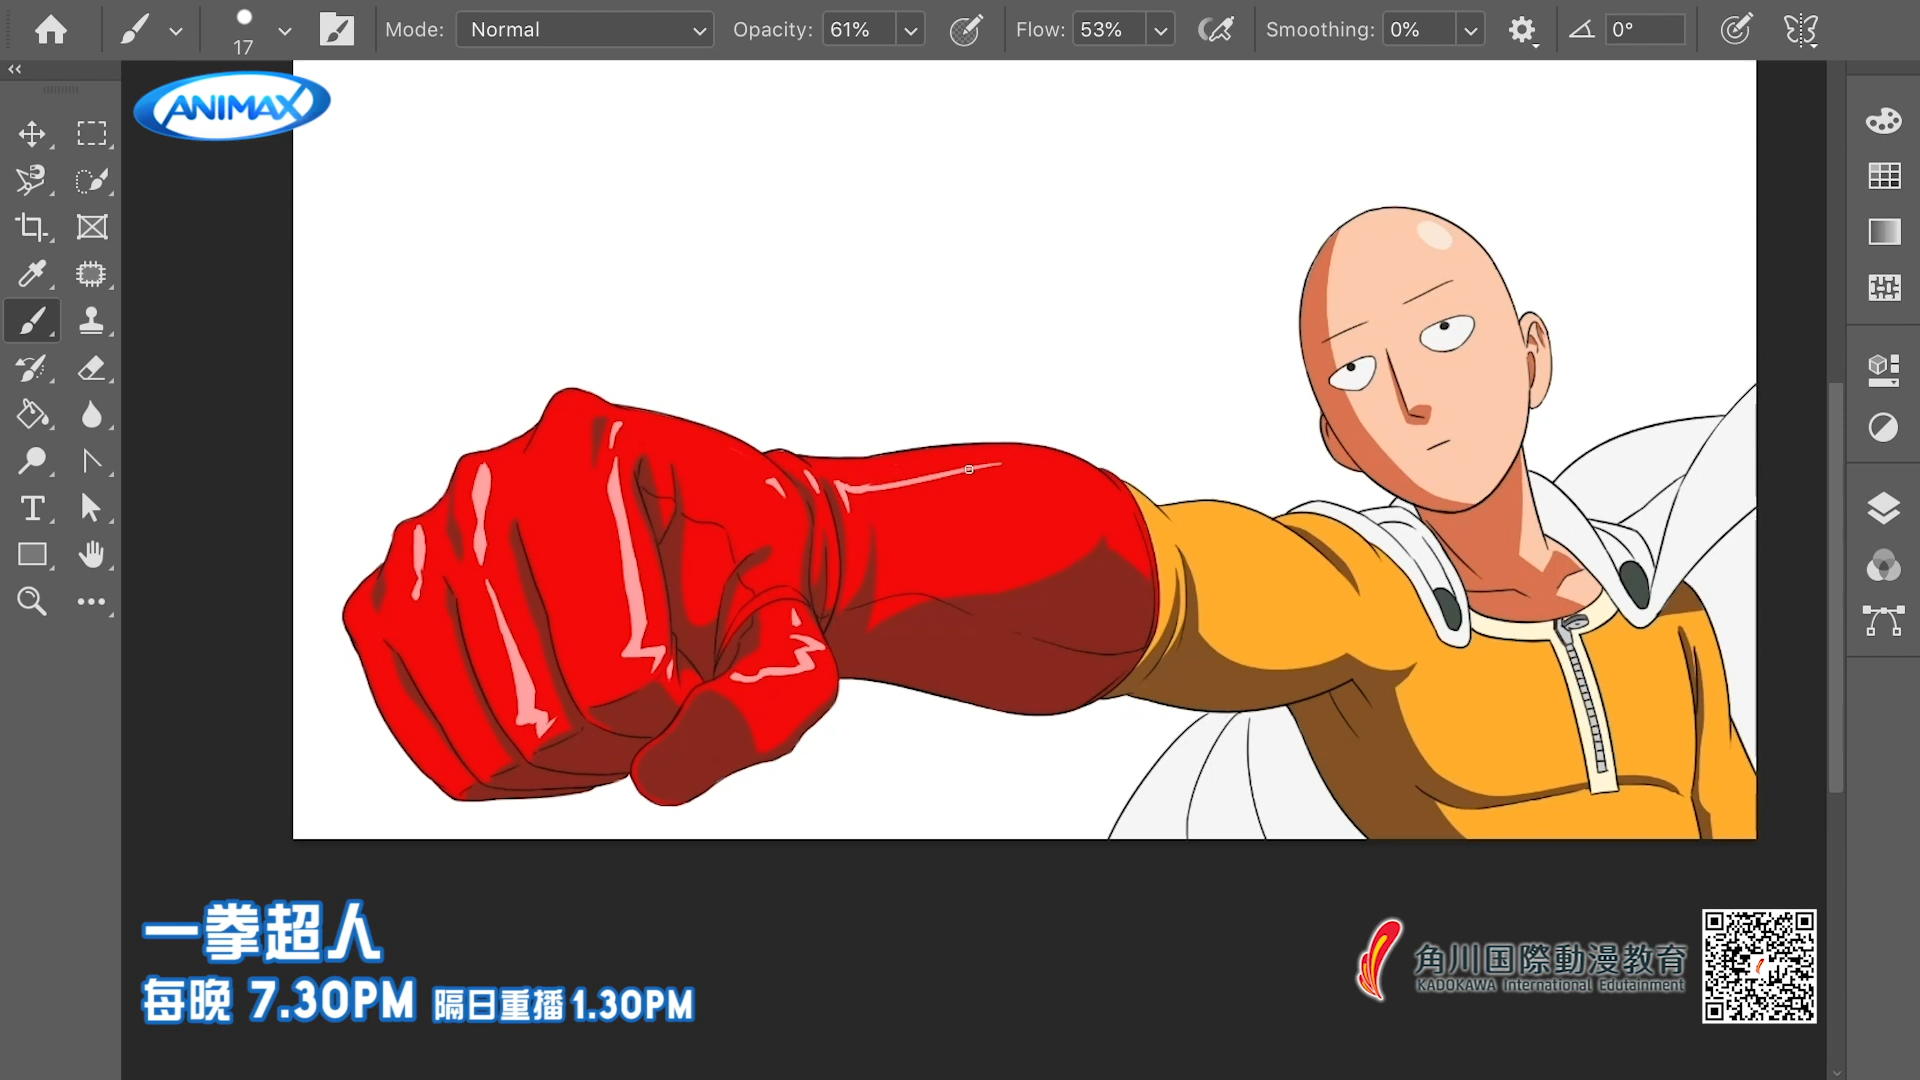 17
Mode: Normal Opacity: 61% Flow: 53% Smoothing: 0% 0°
ANIMAX
一拳超人
每晚 7.30PM 隔日重播 1.30PM
角川国際動漫教育
KADOKAWA International Edutainment